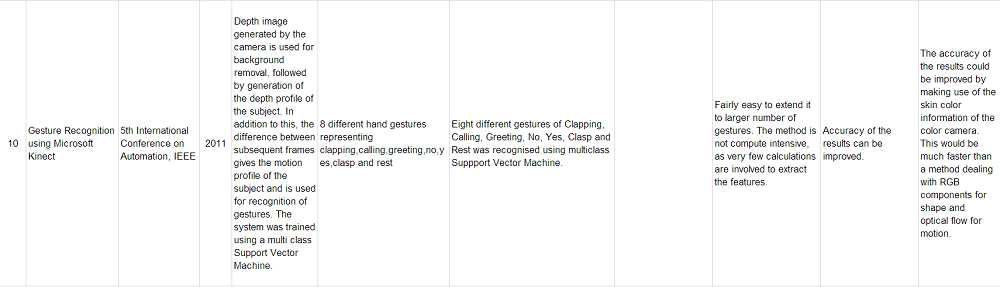 10
Gesture Recognition
using Microsoft
Kinect
5th International
Conference on
Automation, IEEE
2011
Depth image
generated by the
camera is used for
background
removal, followed
by generation of
the depth profile of
the subject. In
addition to this, the
difference between
subsequent frames
gives the motion
profile of the
subject and is used
for recognition of
gestures. The
system was trained
using a multi class
Support Vector
Machine.
8 different hand gestures
representing
clapping,calling,greeting,no,y
es,clasp and rest
Eight different gestures of Clapping,
Calling, Greeting, No, Yes, Clasp and
Rest was recognised using multiclass
Suppport Vector Machine.
Fairly easy to extend it
to larger number of
gestures. The method is
not compute intensive,
as very few calculations
are involved to extract
the features.
Accuracy of the
results can be
improved.
The accuracy of
the results could
be improved by
making use of the
skin color
information of the
color camera.
This would be
much faster than
a method dealing
with RGB
components for
shape and
optical flow for
motion.